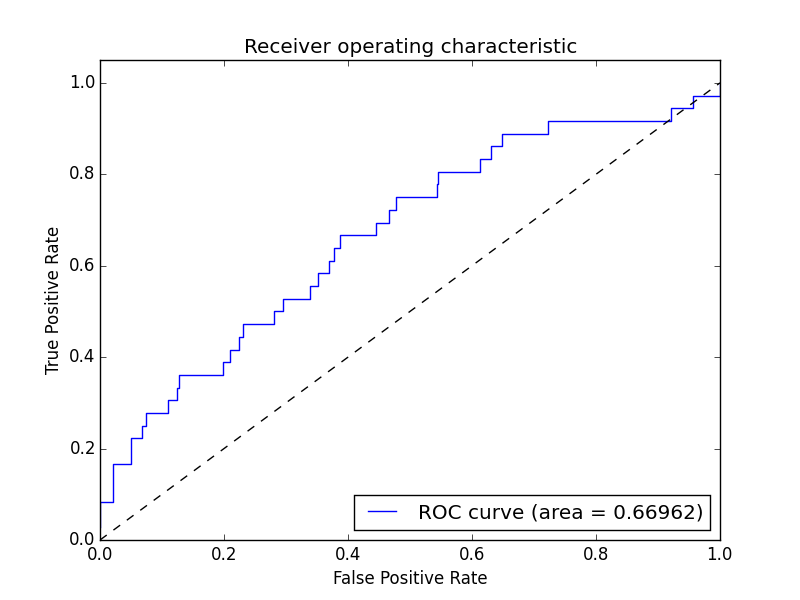 Receiver operating characteristic
1.0
0.8
0.6
0.4
0.2
0.0
True Positive Rate
ROC curve (area = 0.66962)
0.0 0.2 0.4 0.6 0.8 1.0
False Positive Rate